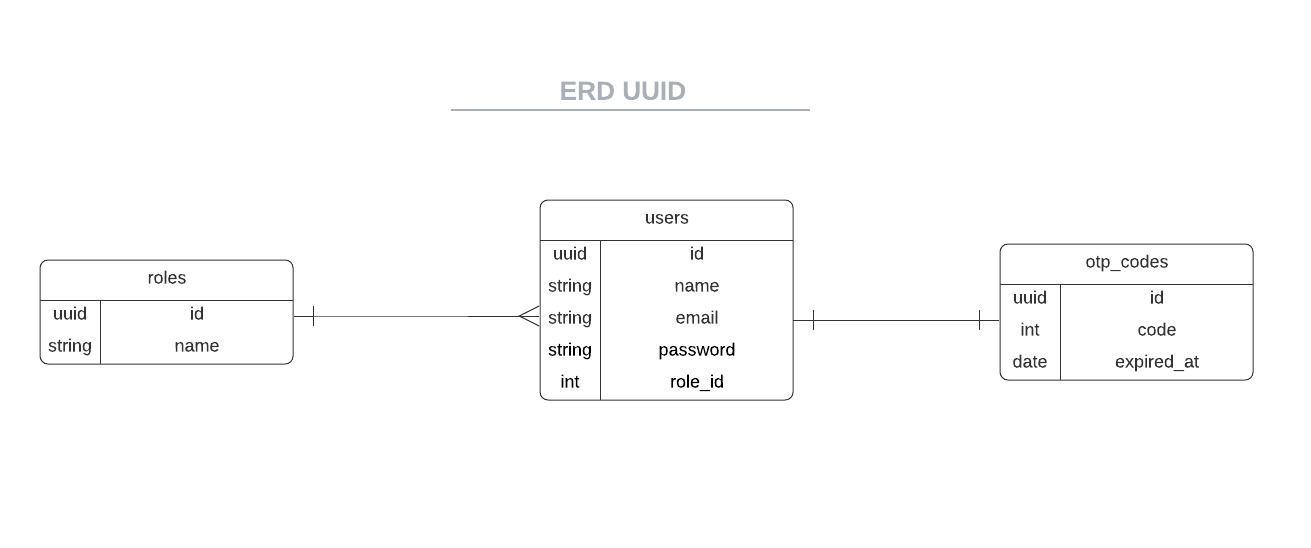 ERD UUID
roles
uuid id
string name
users
uuid id
string name
string email
string password
int role_id
otp_codes
uuid id
int code
date expired_at